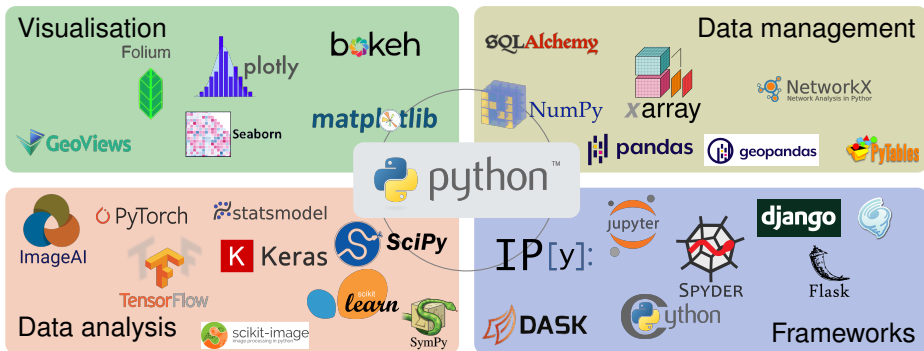 Visualisation
Folium
plotly
bokeh
GeoViews
Seaborn
matplotlib
Data management
SQLAlchemy
NumPy
xarray
NetworkX
Network Analysis in Python
pandas
geopandas
PyTables
python™
ImageAI
PyTorch
statsmodel
TensorFlow
K Keras
SciPy
scikit
learn
scikit-image
image processing in python
SymPy
Data analysis
IP[y]:
jupyter
SPYDER
django
Flask
DASK
Cython
Frameworks